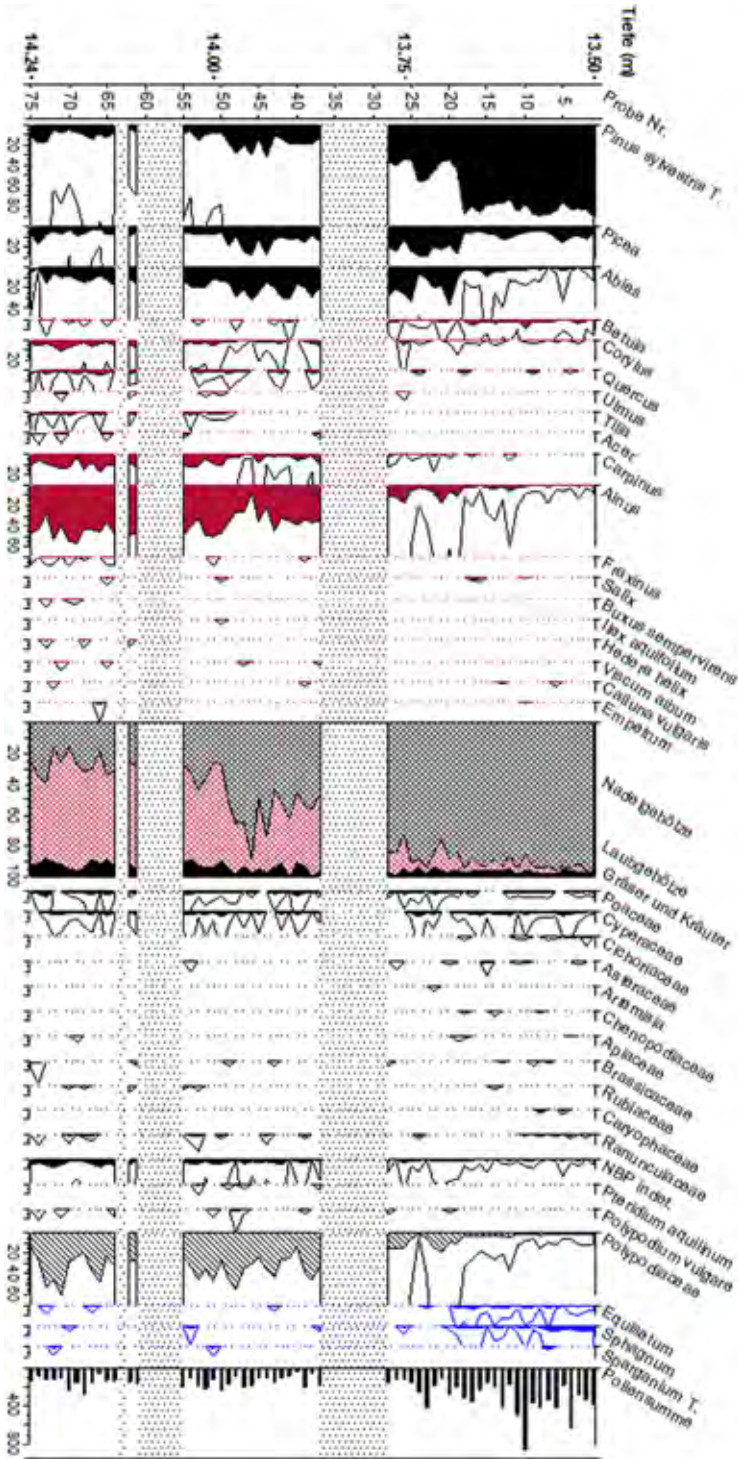 Tiefe (m)
13.50
13.75
14.00
14.24
Probe Nr.
5
10
15
20
25
30
35
40
45
50
55
60
65
70
75
Pinus sylvestris T.
20 40 60 80
Picea
20
Abies
20 40
Betula
Corylus
20
Quercus
Ulmus
Tilia
Acer
Carpinus
20
Alnus
20 40 60
Fraxinus
Salix
Buxus sempervirens
Ilex aquifolium
Hedera helix
Viscum album
Calluna vulgaris
Empetrum
Nadelgehölze
20 40 60 80 100
Laubgehölze
Gräser und Kräuter
Poaceae
Cyperaceae
Cichoriaceae
Asteraceae
Artemisia
Chenopodiaceae
Apiaceae
Brassicaceae
Rubiaceae
Caryophaceae
Ranunculaceae
NBP indet.
Pteridium aquilinum
Polypodium vulgare
Polypodiaceae
20 40 60
Equisetum
Sphagnum
Sparganium T.
Pollensumme
400
800